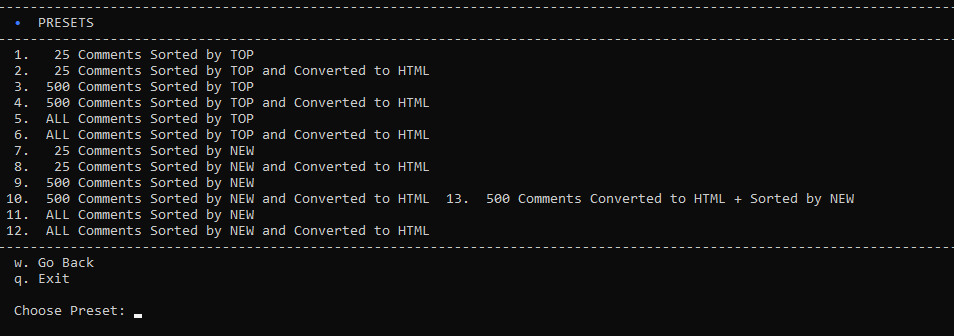 • PRESETS
1. 25 Comments Sorted by TOP
2. 25 Comments Sorted by TOP and Converted to HTML
3. 500 Comments Sorted by TOP
4. 500 Comments Sorted by TOP and Converted to HTML
5. ALL Comments Sorted by TOP
6. ALL Comments Sorted by TOP and Converted to HTML
7. 25 Comments Sorted by NEW
8. 25 Comments Sorted by NEW and Converted to HTML
9. 500 Comments Sorted by NEW
10. 500 Comments Sorted by NEW and Converted to HTML 13. 500 Comments Converted to HTML + Sorted by NEW
11. ALL Comments Sorted by NEW
12. ALL Comments Sorted by NEW and Converted to HTML
w. Go Back
q. Exit
Choose Preset: